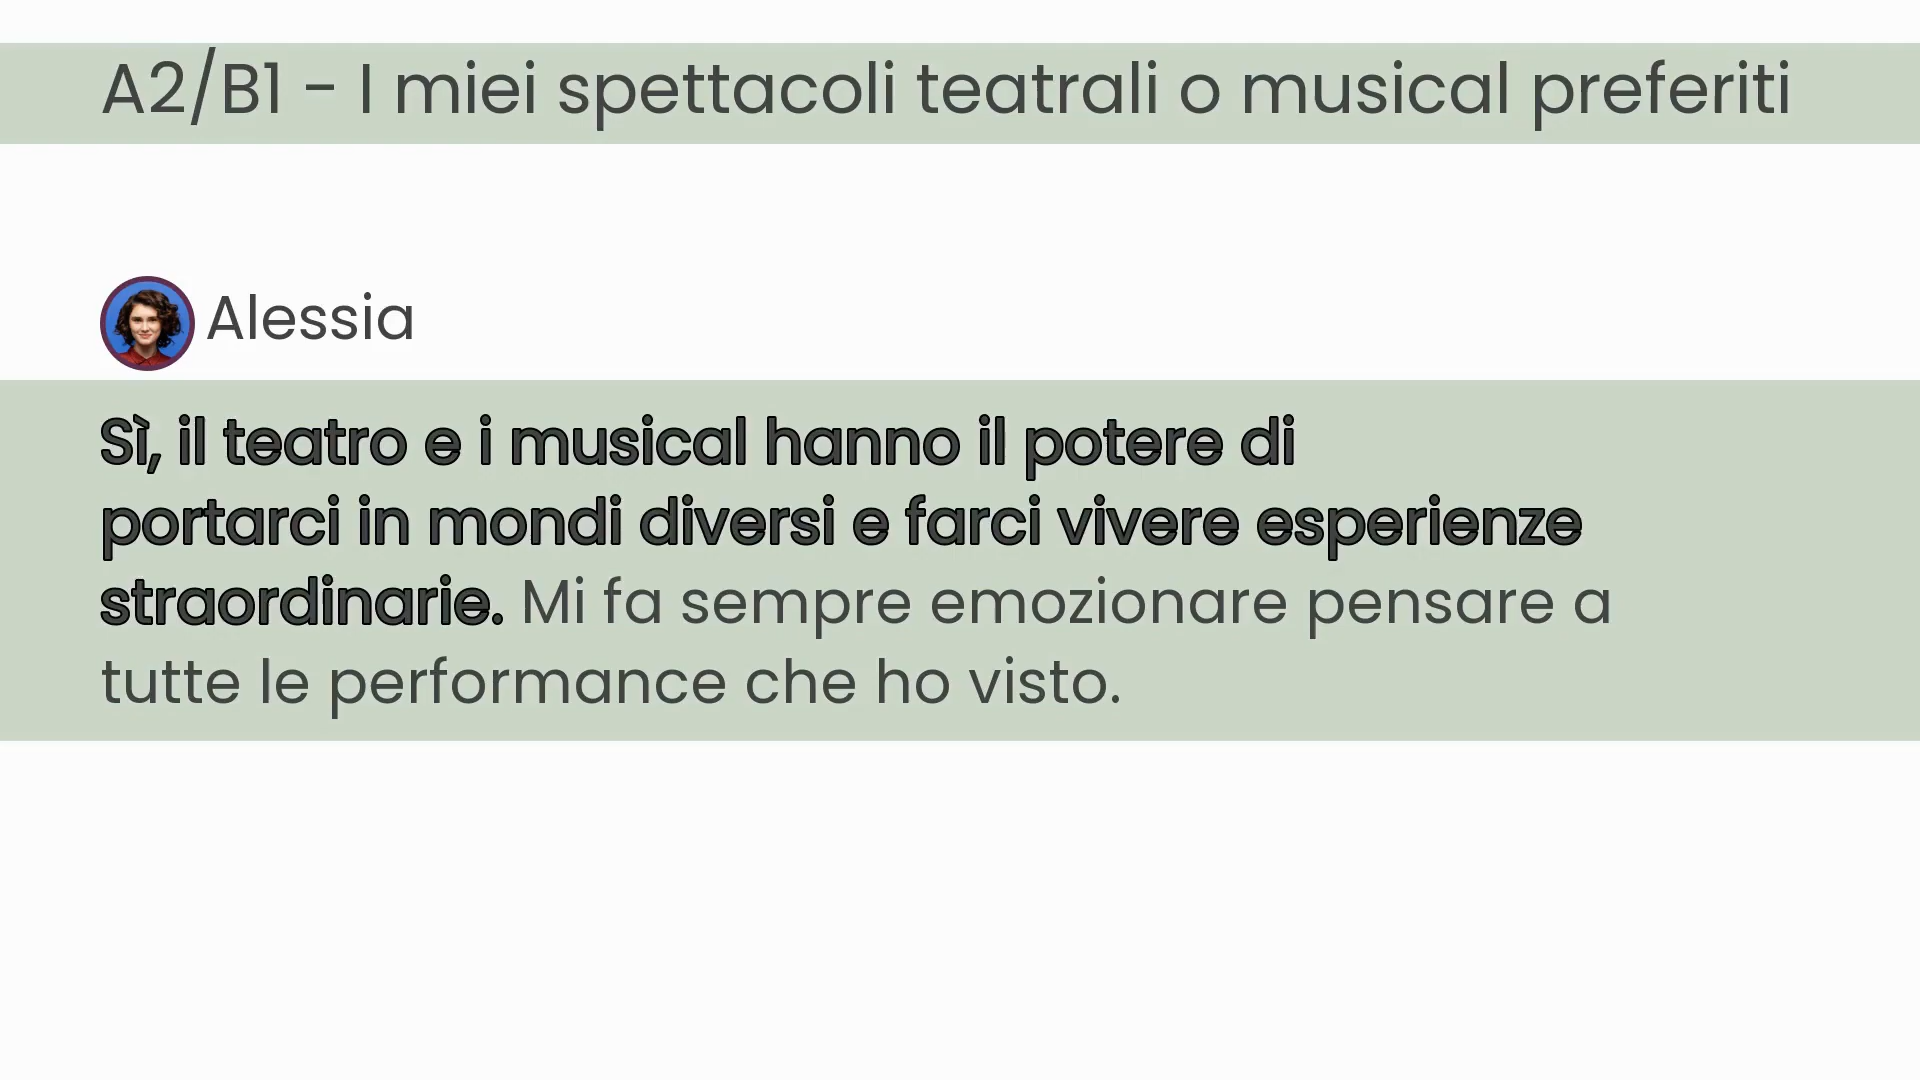 A2/B1 - I miei spettacoli teatrali o musical preferiti
Alessia
Sì, il teatro e i musical hanno il potere di
portarci in mondi diversi e farci vivere esperienze
straordinarie. Mi fa sempre emozionare pensare a
tutte le performance che ho visto.